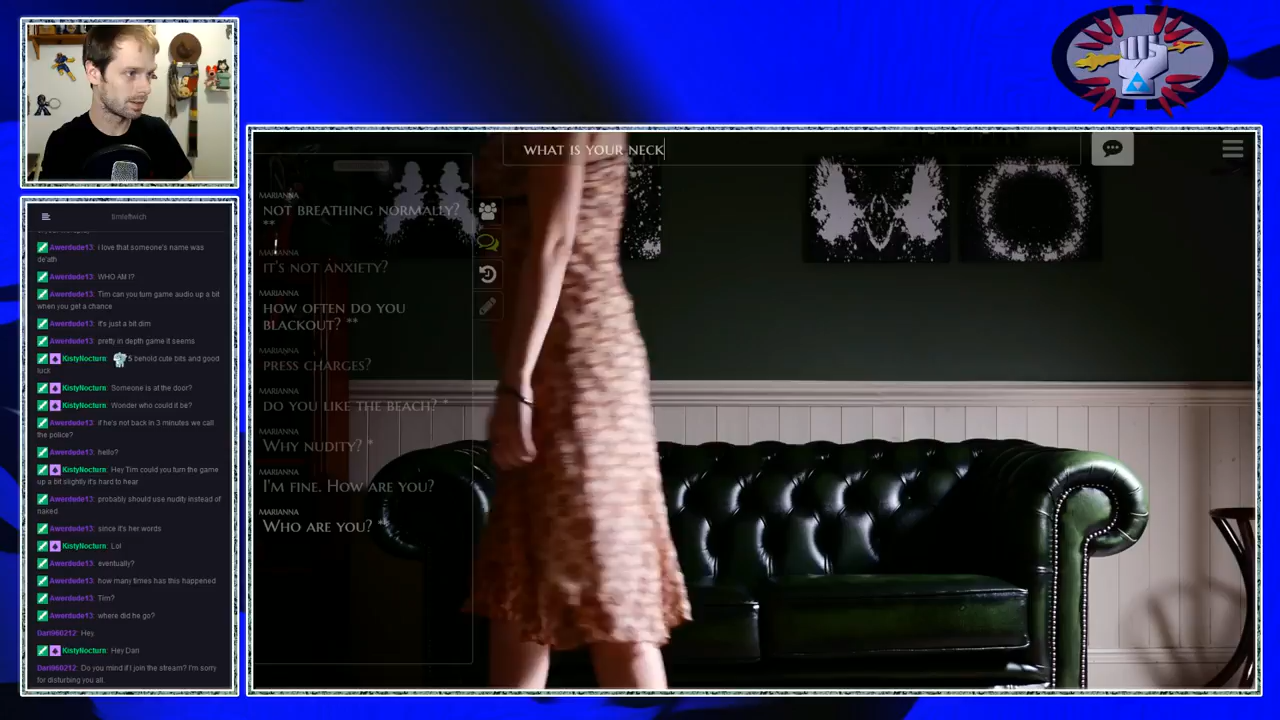 timleftwich
Awerdude13: i love that someone's name was
de'ath
Awerdude13: WHO AM I?
Awerdude13: Tim can you turn game audio up a bit
when you get a chance
Awerdude13: it's just a bit dim
Awerdude13: pretty in depth game it seems
KistyNocturn: 5 behold cute bits and good
luck
KistyNocturn: Someone is at the door?
KistyNocturn: Wonder who could it be?
Awerdude13: if he's not back in 3 minutes we call
the police?
Awerdude13: hello?
KistyNocturn: Hey Tim could you turn the game
up a bit slightly it's hard to hear
Awerdude13: probably should use nudity instead of
naked
Awerdude13: since it's her words
KistyNocturn: Lol
Awerdude13: eventually?
Awerdude13: how many times has this happened
Awerdude13: Tim?
Awerdude13: where did he go?
Dari960212: Hey
KistyNocturn: Hey Dari
Dari960212: Do you mind if I join the stream? I'm sorry
for disturbing you all.
WHAT IS YOUR NECK
MARIANNA
NOT BREATHING NORMALLY?
**
MARIANNA
IT'S NOT ANXIETY?
MARIANNA
HOW OFTEN DO YOU
BLACKOUT? **
MARIANNA
PRESS CHARGES?
MARIANNA
DO YOU LIKE THE BEACH? *
MARIANNA
WHY NUDITY? *
MARIANNA
I'M FINE. HOW ARE YOU?
MARIANNA
WHO ARE YOU? *